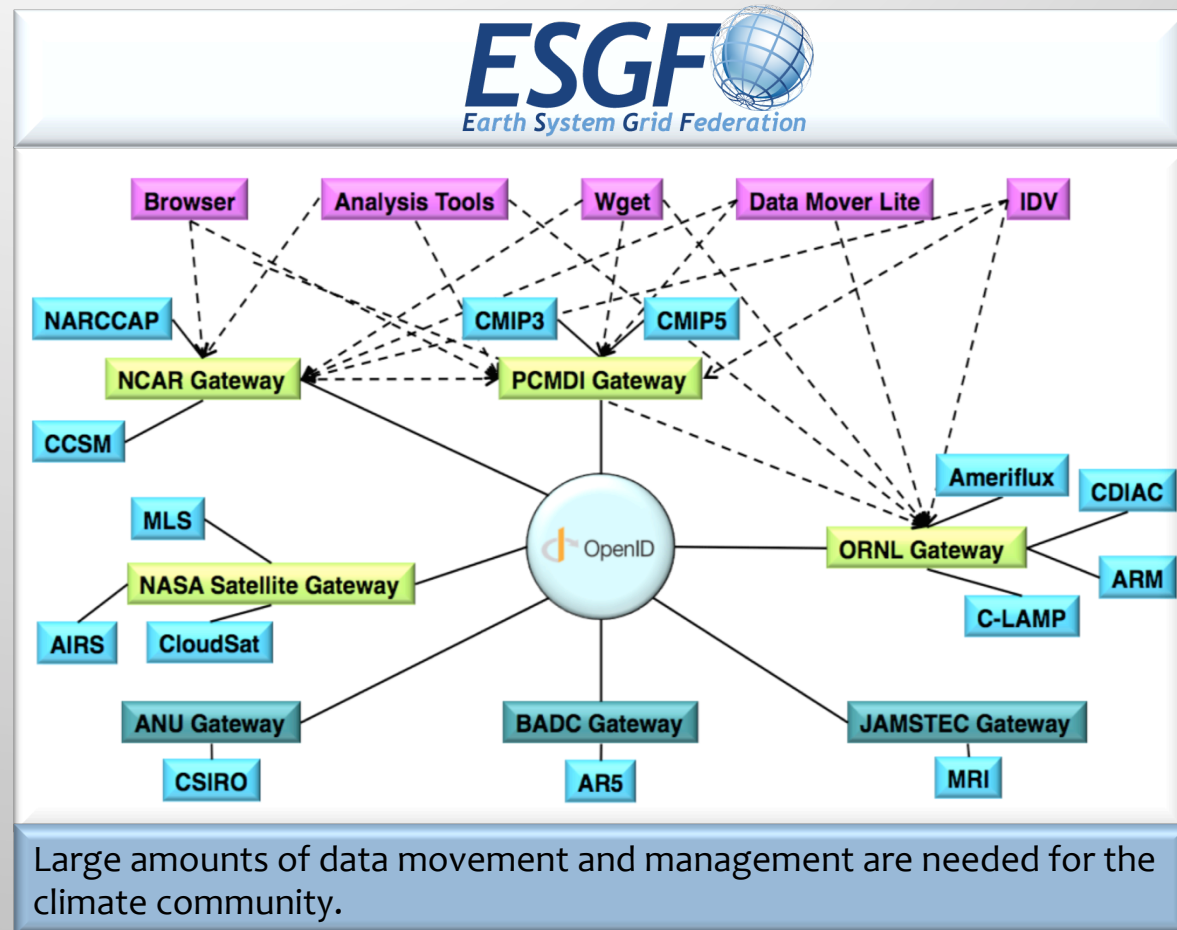 ESGF
Earth System Grid Federation
Browser
Analysis Tools
Wget
Data Mover Lite
IDV
NARCCAP
CMIP3
CMIP5
NCAR Gateway
PCMDI Gateway
CCSM
Ameriflux
CDIAC
MLS
OpenID
ORNL Gateway
NASA Satellite Gateway
ARM
C-LAMP
AIRS
CloudSat
ANU Gateway
BADC Gateway
JAMSTEC Gateway
CSIRO
AR5
MRI
Large amounts of data movement and management are needed for the
climate community.